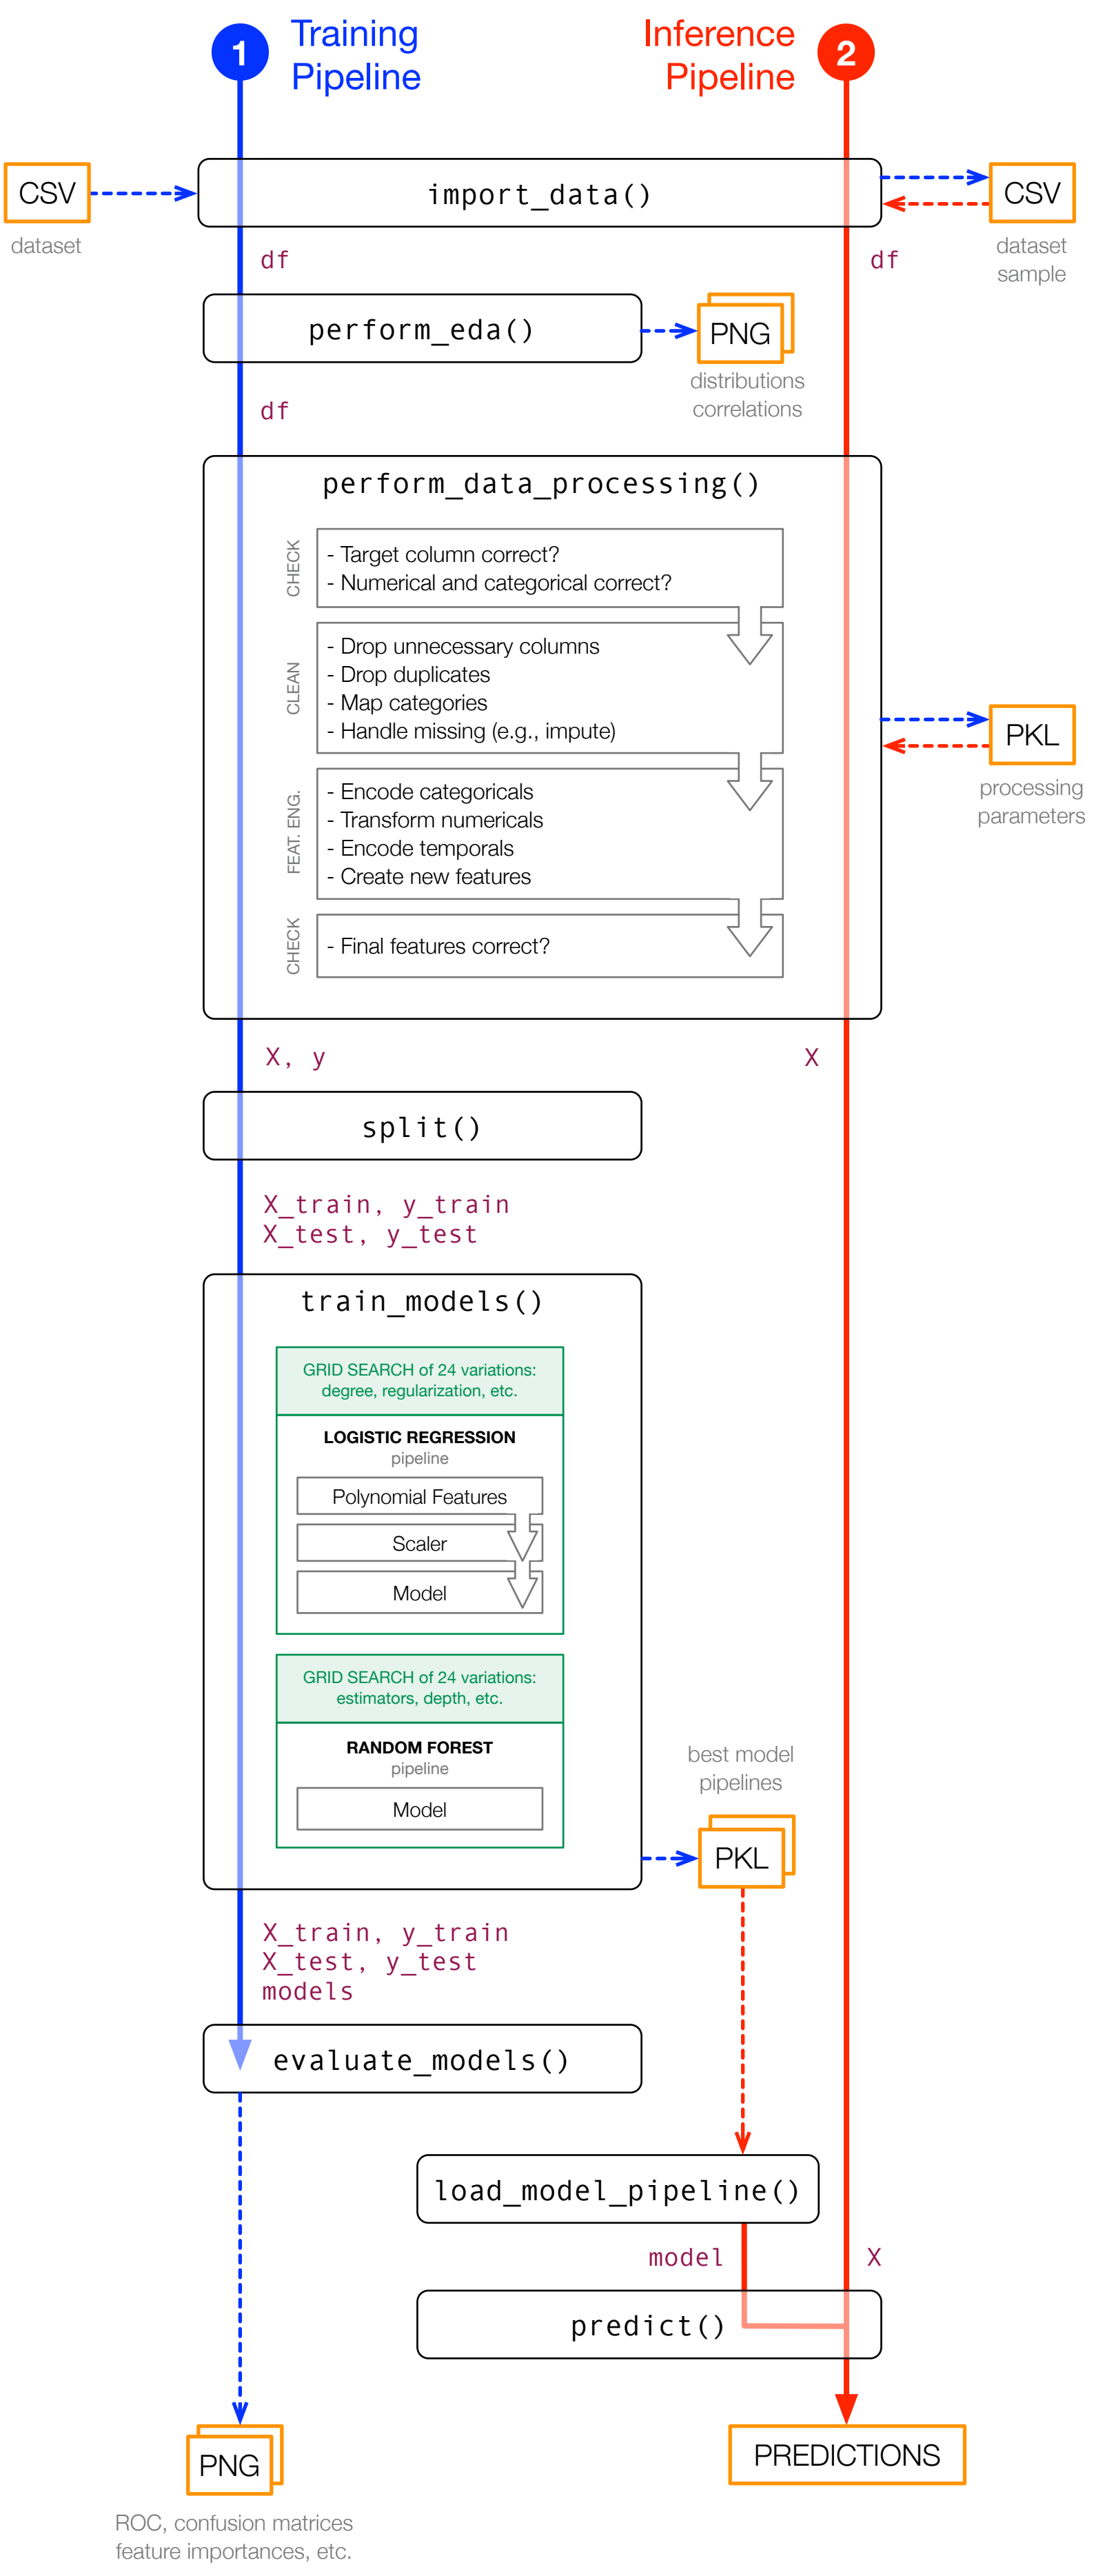 1
Training
Pipeline
Inference
Pipeline
2
CSV
dataset
import_data()
CSV
dataset
sample
df
df
perform_eda()
PNG
distributions
correlations
df
perform_data_processing()
CHECK
- Target column correct?
- Numerical and categorical correct?
CLEAN
- Drop unnecessary columns
- Drop duplicates
- Map categories
- Handle missing (e.g., impute)
PKL
processing
parameters
FEAT. ENG.
- Encode categoricals
- Transform numericals
- Encode temporals
- Create new features
CHECK
- Final features correct?
X, y
X
split()
X_train, y_train
X_test, y_test
train_models()
GRID SEARCH of 24 variations:
degree, regularization, etc.
LOGISTIC REGRESSION
pipeline
Polynomial Features
Scaler
Model
GRID SEARCH of 24 variations:
estimators, depth, etc.
RANDOM FOREST
pipeline
Model
best model
pipelines
PKL
X_train, y_train
X_test, y_test
models
evaluate_models()
load_model_pipeline()
model
X
predict()
PNG
ROC, confusion matrices
feature importances, etc.
PREDICTIONS